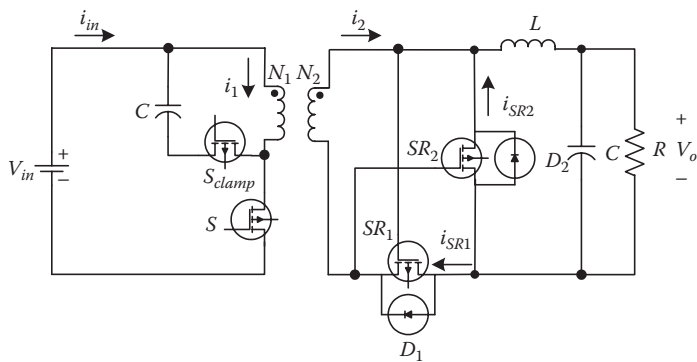 i_in
i_2
L
N_1 N_2
i_1
C
i_SR2
+
V_in
+
−
S_clamp
SR_2
D_2
C
R
V_o
−
S
SR_1
i_SR1
D_1